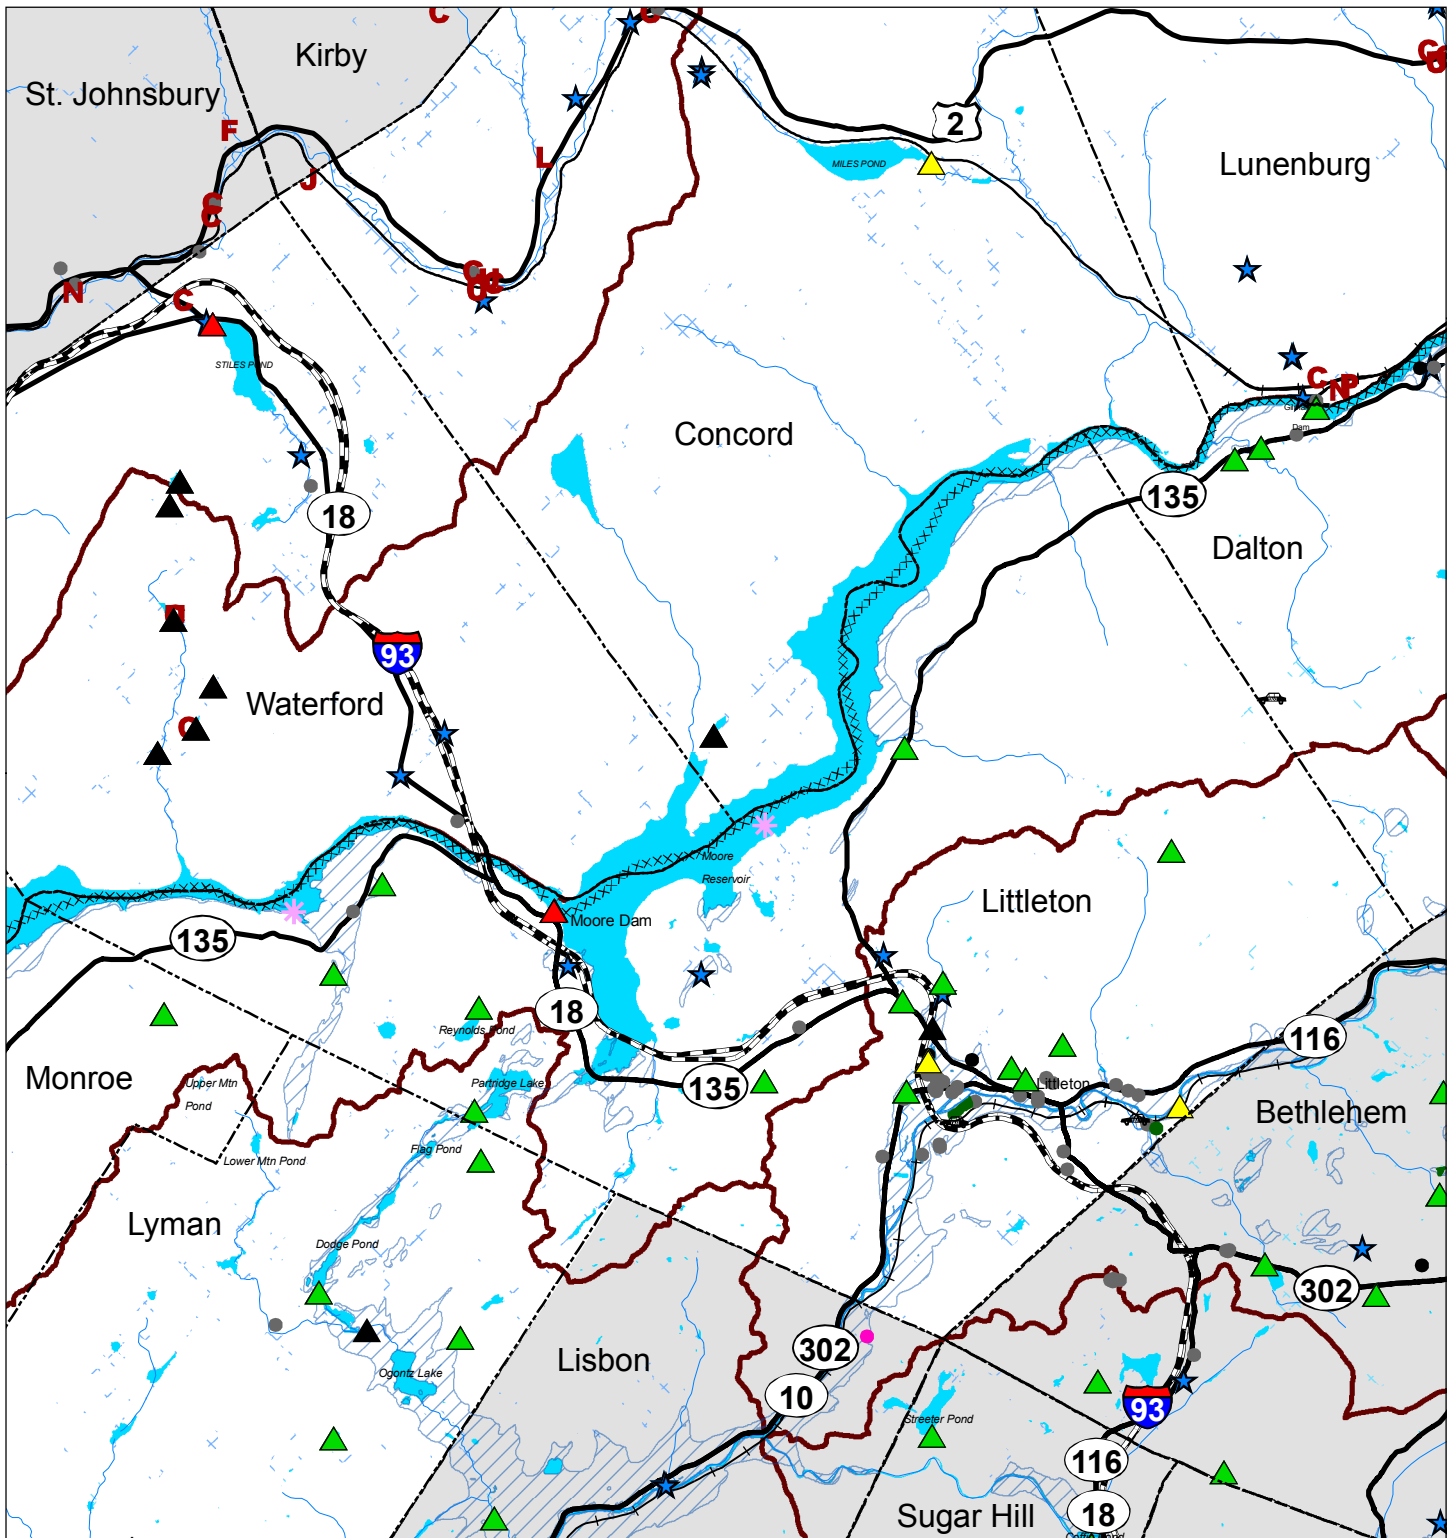 C
C
Kirby
St. Johnsbury
C
C
2
F
L
MILES POND
Lunenburg
J
C
C
C
N
C
STILES POND
C
P
N
Dam
Concord
135
18
Dalton
93
Waterford
C
Moore
Reservoir
Littleton
Moore Dam
135
18
Reynolds Pond
116
Monroe
Upper Mtn
Pond
Partridge Lake
135
Littleton
Bethlehem
Flag Pond
Lower Mtn Pond
Lyman
Dodge Pond
302
302
Lisbon
Ogontz Lake
10
93
Streeter Pond
116
Sugar Hill
18